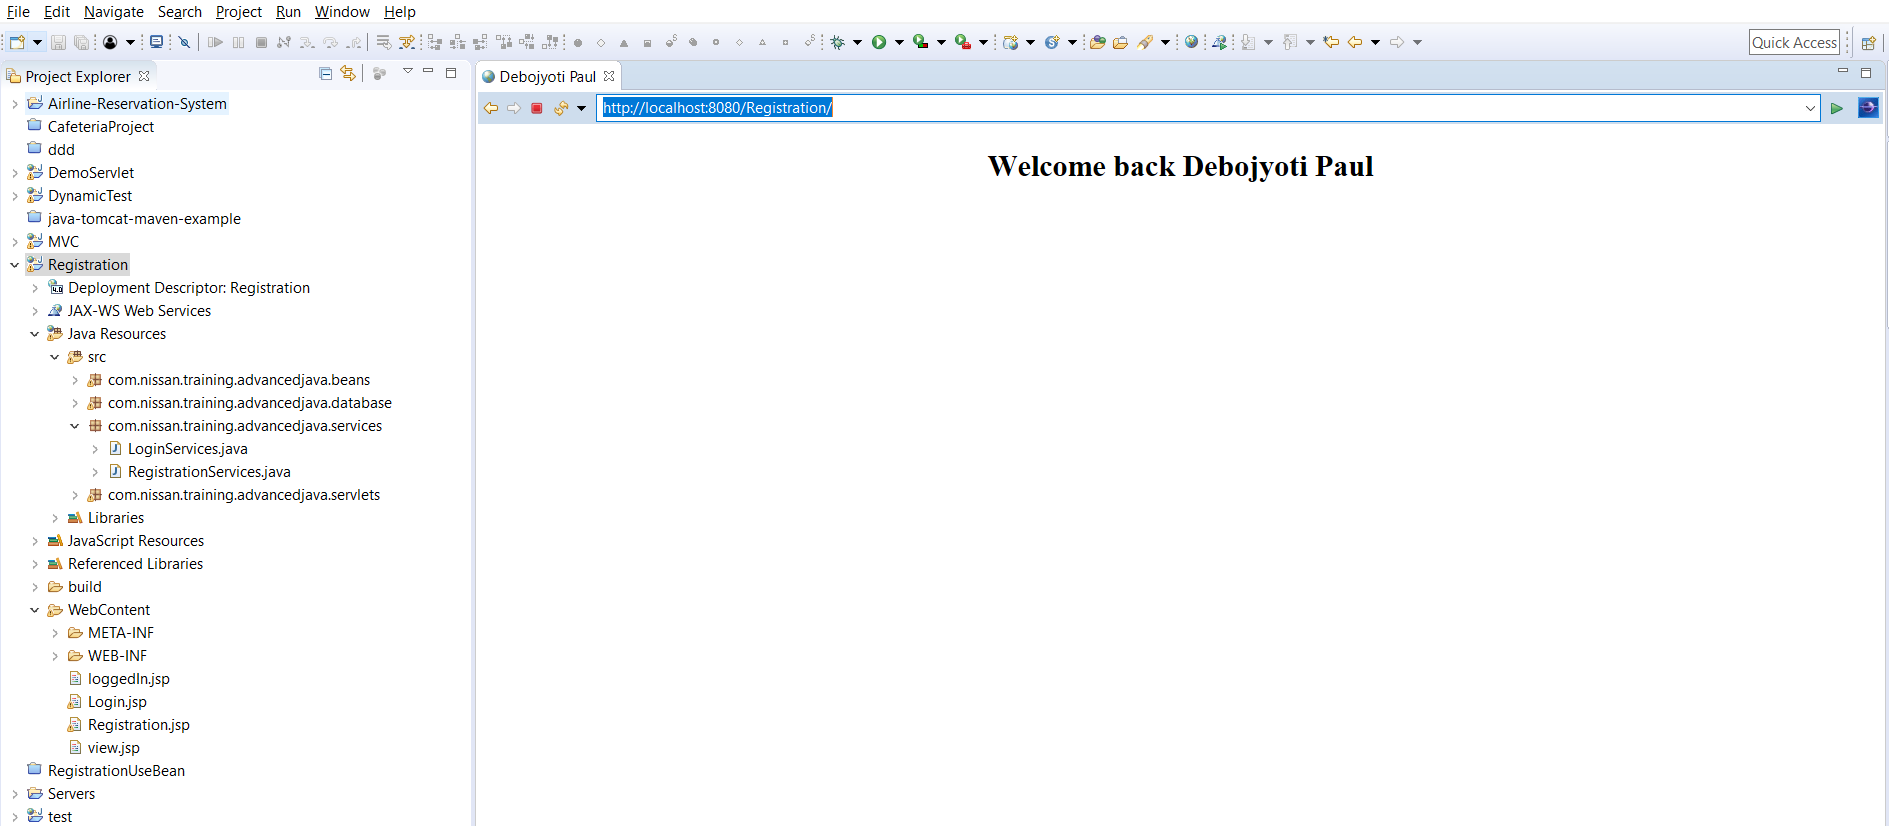 File Edit Navigate Search Project Run Window Help
Quick Access
Project Explorer
Airline-Reservation-System
CafeteriaProject
ddd
DemoServlet
DynamicTest
java-tomcat-maven-example
MVC
Registration
Deployment Descriptor: Registration
JAX-WS Web Services
Java Resources
src
com.nissan.training.advancedjava.beans
com.nissan.training.advancedjava.database
com.nissan.training.advancedjava.services
LoginServices.java
RegistrationServices.java
com.nissan.training.advancedjava.servlets
Libraries
JavaScript Resources
Referenced Libraries
build
WebContent
META-INF
WEB-INF
loggedIn.jsp
Login.jsp
Registration.jsp
view.jsp
RegistrationUseBean
Servers
test
Debojyoti Paul
http://localhost:8080/Registration/
Welcome back Debojyoti Paul